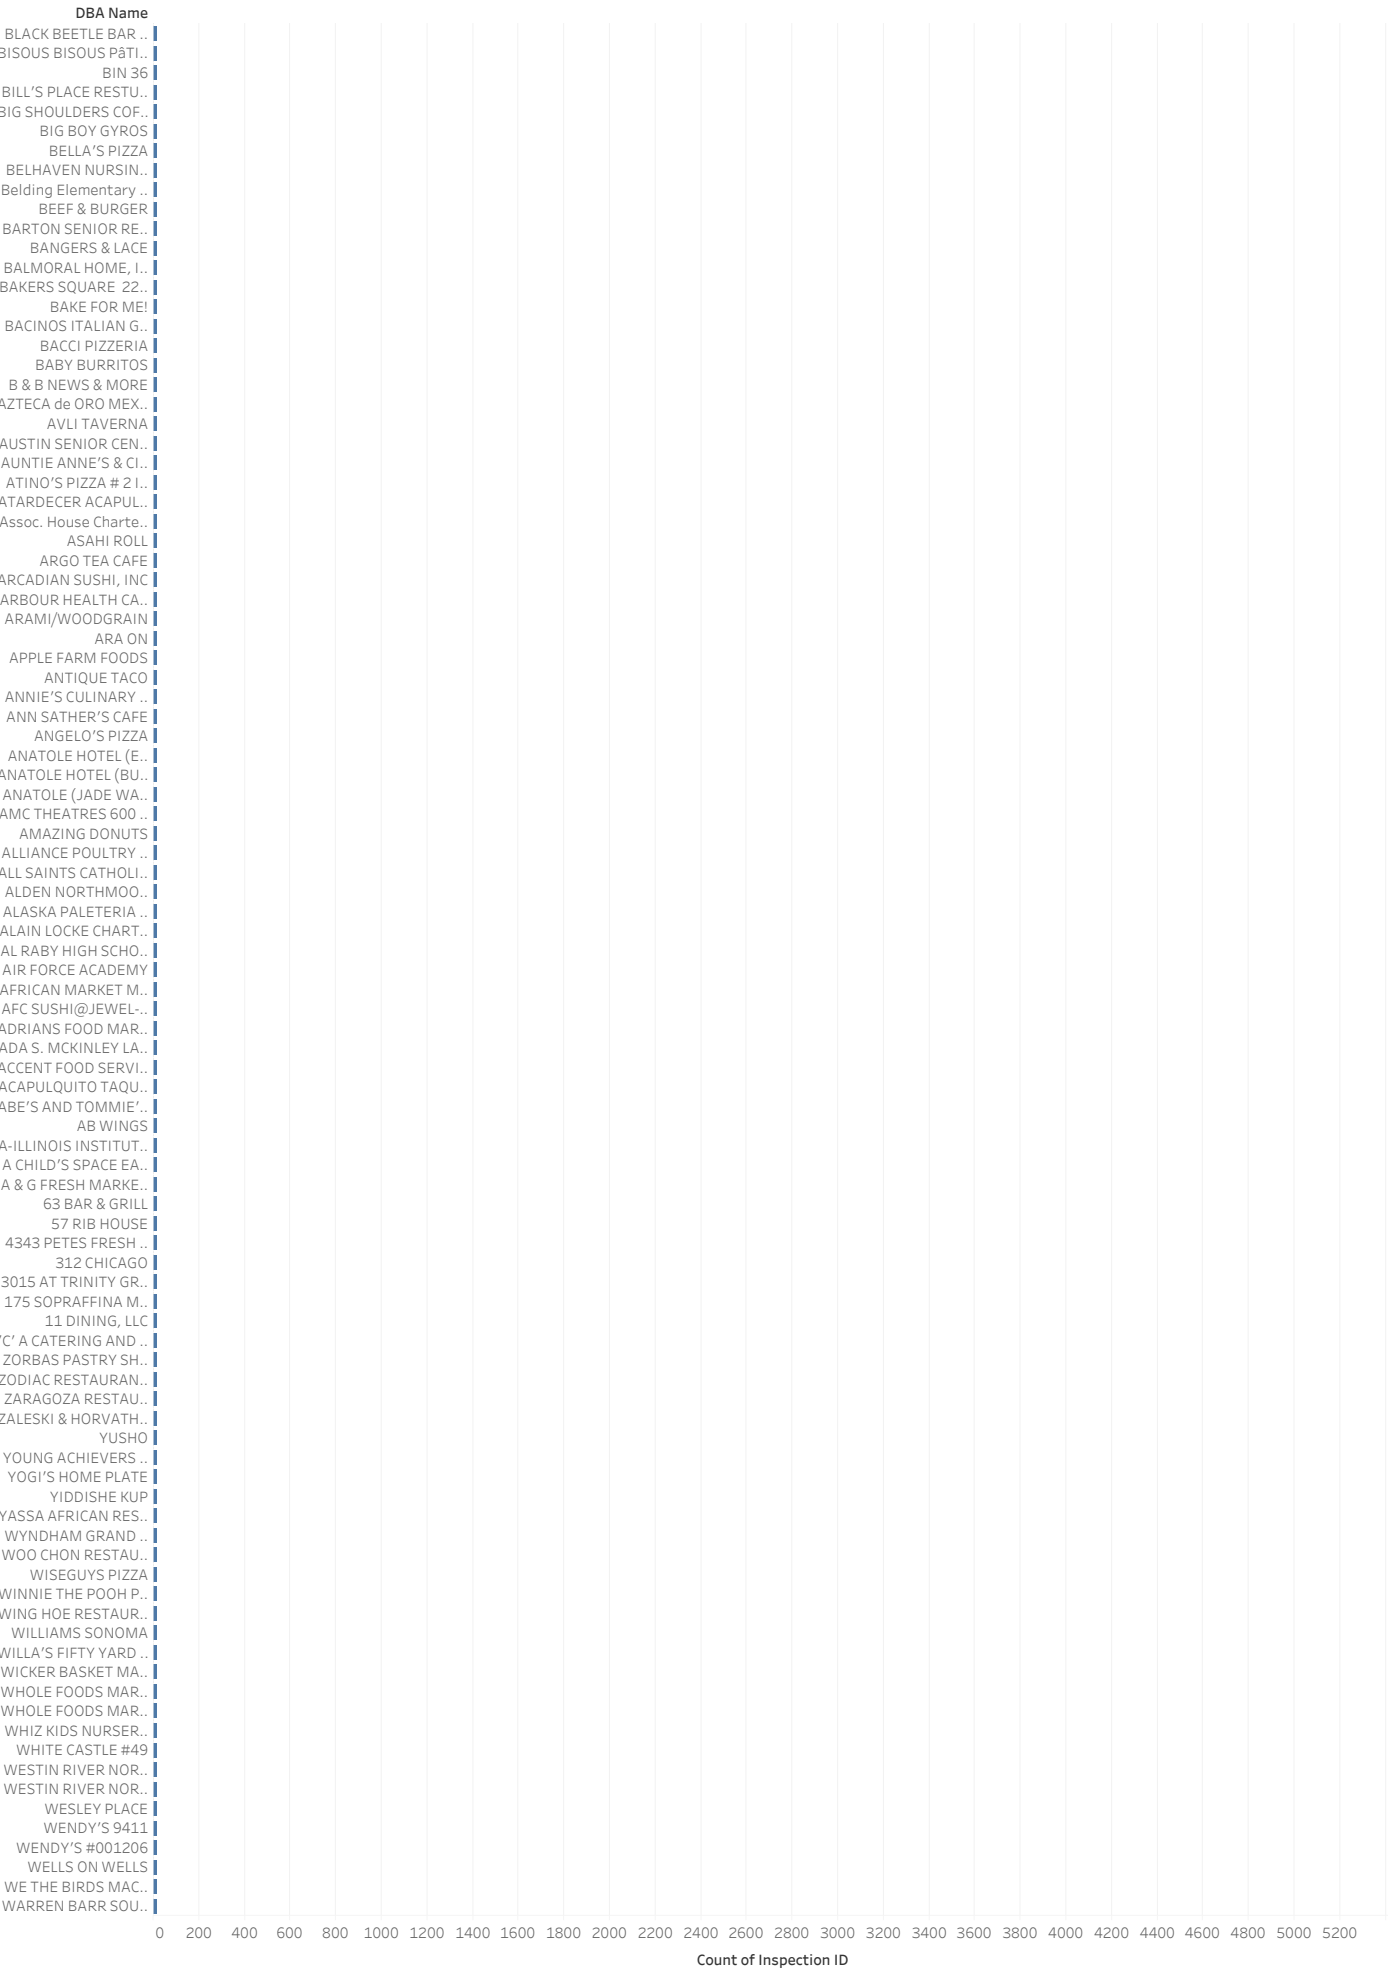 DBA Name
BLACK BEETLE BAR ..
BISOUS BISOUS PâTI..
BIN 36
BILL'S PLACE RESTU..
BIG SHOULDERS COF..
BIG BOY GYROS
BELLA'S PIZZA
BELHAVEN NURSIN..
Belding Elementary ..
BEEF & BURGER
BARTON SENIOR RE..
BANGERS & LACE
BALMORAL HOME, I..
BAKERS SQUARE  22..
BAKE FOR ME!
BACINOS ITALIAN G..
BACCI PIZZERIA
BABY BURRITOS
B & B NEWS & MORE
AZTECA de ORO MEX..
AVLI TAVERNA
AUSTIN SENIOR CEN..
AUNTIE ANNE'S & CI..
ATINO'S PIZZA # 2 I..
ATARDECER ACAPUL..
Assoc. House Charte..
ASAHI ROLL
ARGO TEA CAFE
ARCADIAN SUSHI, INC
ARBOUR HEALTH CA..
ARAMI/WOODGRAIN
ARA ON
APPLE FARM FOODS
ANTIQUE TACO
ANNIE'S CULINARY ..
ANN SATHER'S CAFE
ANGELO'S PIZZA
ANATOLE HOTEL (E..
ANATOLE HOTEL (BU..
ANATOLE (JADE WA..
AMC THEATRES 600 ..
AMAZING DONUTS
ALLIANCE POULTRY ..
ALL SAINTS CATHOLI..
ALDEN NORTHMOO..
ALASKA PALETERIA ..
ALAIN LOCKE CHART..
AL RABY HIGH SCHO..
AIR FORCE ACADEMY
AFRICAN MARKET M..
AFC SUSHI@JEWEL-..
ADRIANS FOOD MAR..
ADA S. MCKINLEY LA..
ACCENT FOOD SERVI..
ACAPULQUITO TAQU..
ABE'S AND TOMMIE'..
AB WINGS
A-ILLINOIS INSTITUT..
A CHILD'S SPACE EA..
A & G FRESH MARKE..
63 BAR & GRILL
57 RIB HOUSE
4343 PETES FRESH ..
312 CHICAGO
3015 AT TRINITY GR..
175 SOPRAFFINA M..
11 DINING, LLC
'C' A CATERING AND ..
ZORBAS PASTRY SH..
ZODIAC RESTAURAN..
ZARAGOZA RESTAU..
ZALESKI & HORVATH..
YUSHO
YOUNG ACHIEVERS ..
YOGI'S HOME PLATE
YIDDISHE KUP
YASSA AFRICAN RES..
WYNDHAM GRAND ..
WOO CHON RESTAU..
WISEGUYS PIZZA
WINNIE THE POOH P..
WING HOE RESTAUR..
WILLIAMS SONOMA
WILLA'S FIFTY YARD ..
WICKER BASKET MA..
WHOLE FOODS MAR..
WHOLE FOODS MAR..
WHIZ KIDS NURSER..
WHITE CASTLE #49
WESTIN RIVER NOR..
WESTIN RIVER NOR..
WESLEY PLACE
WENDY'S 9411
WENDY'S #001206
WELLS ON WELLS
WE THE BIRDS MAC..
WARREN BARR SOU..
0 200 400 600 800 1000 1200 1400 1600 1800 2000 2200 2400 2600 2800 3000 3200 3400 3600 3800 4000 4200 4400 4600 4800 5000 5200
Count of Inspection ID